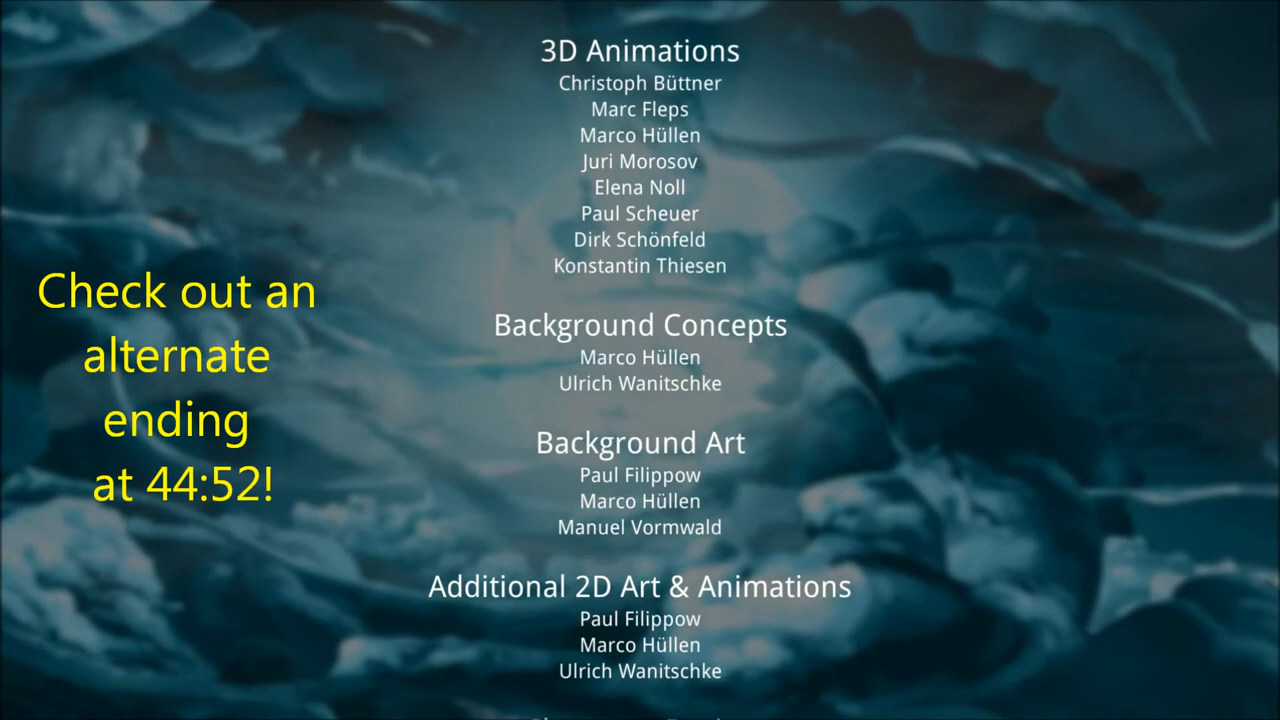 3D Animations
Christoph Büttner
Marc Fleps
Marco Hüllen
Juri Morosov
Elena Noll
Paul Scheuer
Dirk Schönfeld
Konstantin Thiesen
Check out an
alternate
ending
at 44:52!
Background Concepts
Marco Hüllen
Ulrich Wanitschke
Background Art
Paul Filippow
Marco Hüllen
Manuel Vormwald
Additional 2D Art & Animations
Paul Filippow
Marco Hüllen
Ulrich Wanitschke